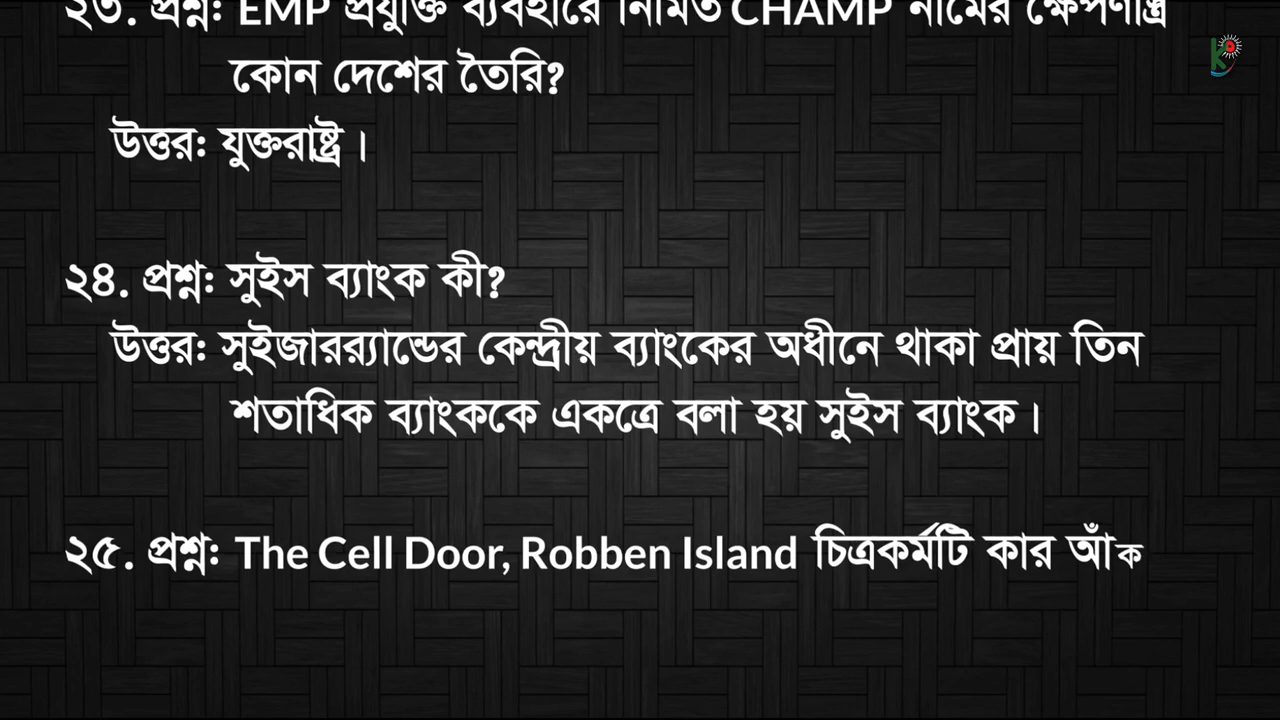 ২৩. প্রশ্ন: EMP প্রযুক্তি ব্যবহারে নির্মিত CHAMP নামের ক্ষেপণাস্ত্র
কোন দেশের তৈরি?
উত্তর: যুক্তরাষ্ট্র।
২৪. প্রশ্ন: সুইস ব্যাংক কী?
উত্তর: সুইজারর‍্যান্ডের কেন্দ্রীয় ব্যাংকের অধীনে থাকা প্রায় তিন
শতাধিক ব্যাংককে একত্রে বলা হয় সুইস ব্যাংক।
২৫. প্রশ্ন: The Cell Door, Robben Island চিত্রকর্মটি কার আঁক